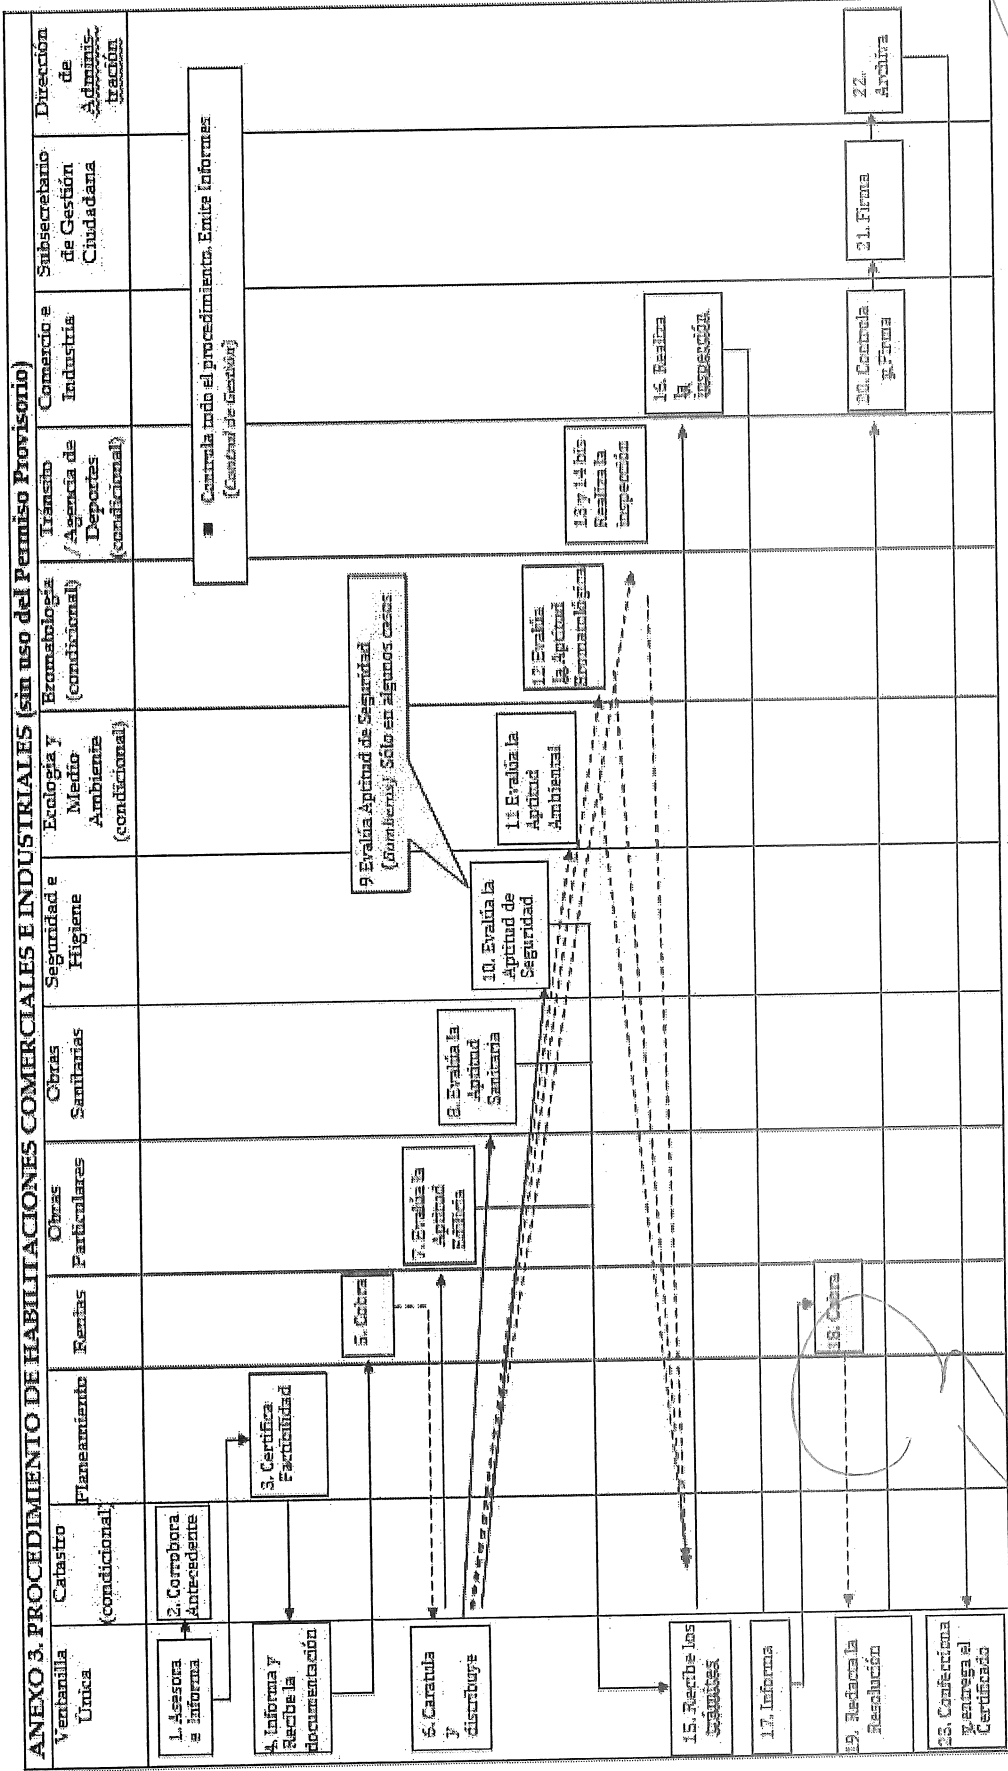 ANEXO 3. PROCEDIMIENTO DE HABILITACIONES COMERCIALES E INDUSTRIALES (sin uso del Permiso Provisorio)
Ventanilla
Única
Catastro
(condicional)
Planeamiento
Rentas
Obras
Particulares
Obras
Sanitarias
Seguridad e
Higiene
Ecología y
Medio
Ambiente
(condicional)
Bromatología
(condicional)
Tránsito
/Agencia de
Deportes
(condicional)
Comercio e
Industria
Subsecretario
de Gestión
Ciudadana
Dirección
de
Adminis-
tración
1. Asesora
e Informa
2. Corrobora
Antecedente
■ Controla todo el procedimiento. Emite Informes
(Control de Gestión)
3. Certifica
Factibilidad
4. Informa y
Recibe la
documentación
5. Cobra
9 Evalúa Aptitud de Seguridad
(Bomberos) Sólo en algunos casos
6. Caratula
y
distribuye
7. Evalúa la
Aptitud
Edilicia
8. Evalúa la
Aptitud
Sanitaria
10. Evalúa la
Aptitud de
Seguridad
11 Evalúa la
Aptitud
Ambiental
12 Evalúa
la Aptitud
Bromatológica
13 y 14 bis
Realiza la
inspección
15. Recibe los
trámites
16. Realiza
la
inspección
17. Informa
18. Cobra
19. Redacta la
Resolución
20. Controla
y Firma
21. Firma
22.
Archiva
23. Confecciona
y entrega el
Certificado